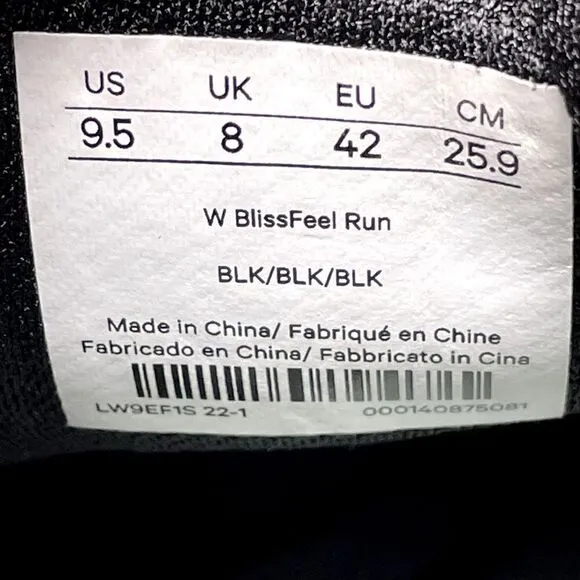 US UK EU CM
9.5 8 42 25.9
W BlissFeel Run
BLK/BLK/BLK
Made in China/ Fabriqué en Chine
Fabricado en China/ Fabbricato in Cina
LW9EF1S 22-1 000140875081